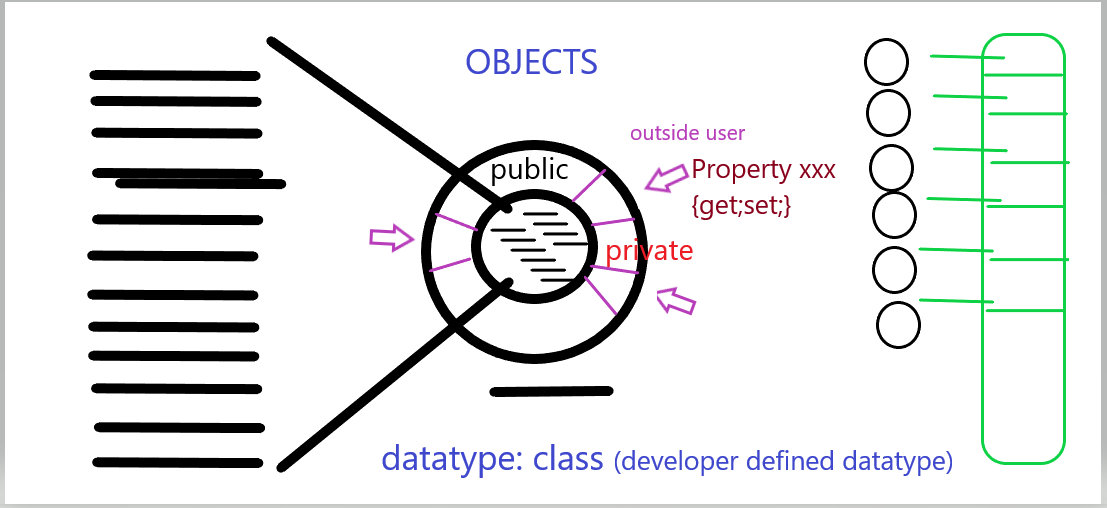 OBJECTS
outside user
public
Property xxx
{get;set;}
private
datatype: class (developer defined datatype)